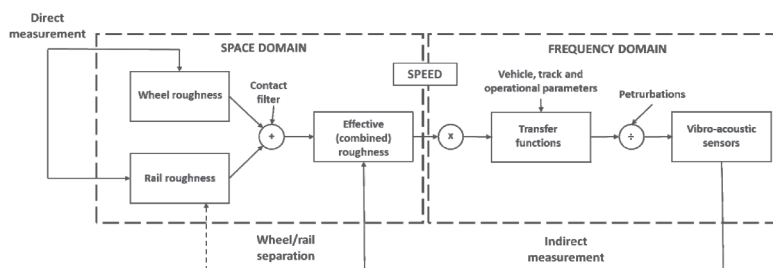 Direct
measurement
SPACE DOMAIN
FREQUENCY DOMAIN
SPEED
Wheel roughness
Contact
filter
+
Effective
(combined)
roughness
Rail roughness
x
Vehicle, track and
operational parameters
Transfer
functions
Petrurbations
÷
Vibro-acoustic
sensors
Wheel/rail
separation
Indirect
measurement